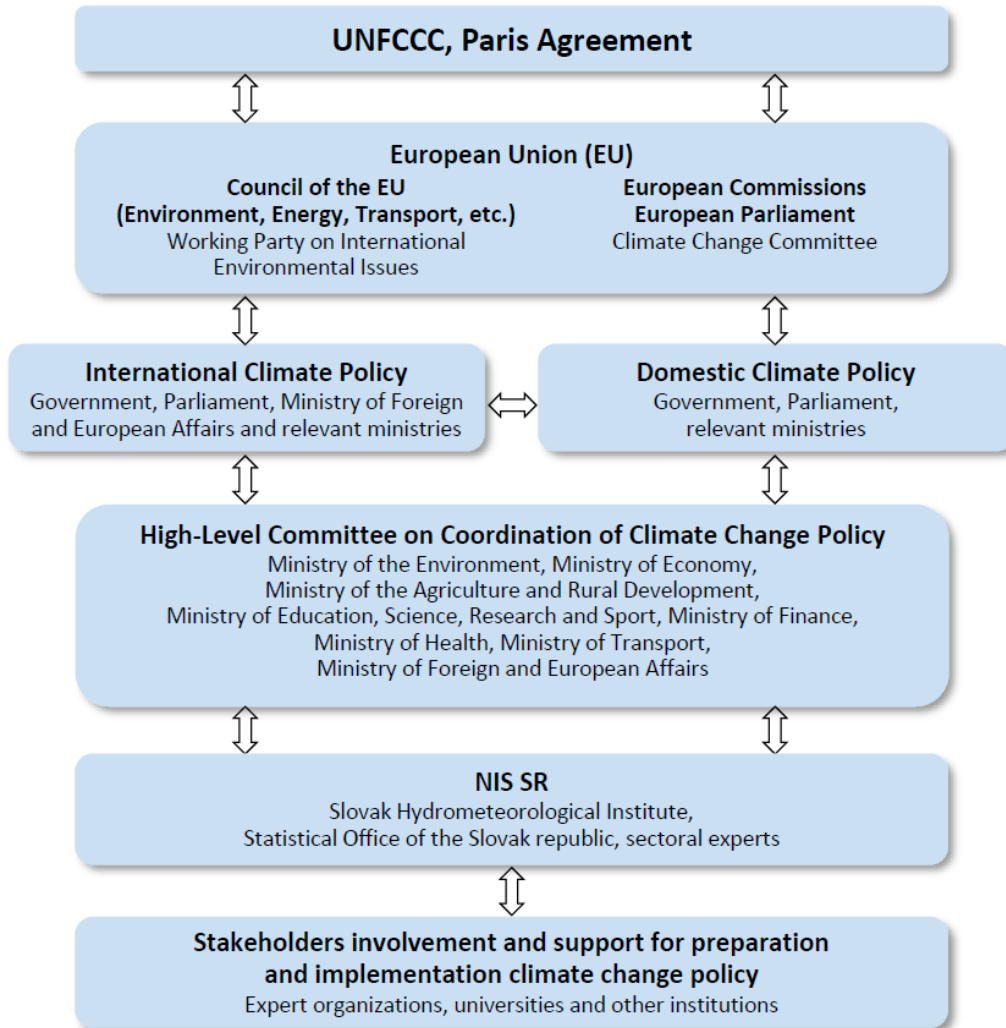 UNFCCC, Paris Agreement
European Union (EU)
Council of the EU
(Environment, Energy, Transport, etc.)
Working Party on International
Environmental Issues
European Commissions
European Parliament
Climate Change Committee
International Climate Policy
Government, Parliament, Ministry of Foreign
and European Affairs and relevant ministries
Domestic Climate Policy
Government, Parliament,
relevant ministries
High-Level Committee on Coordination of Climate Change Policy
Ministry of the Environment, Ministry of Economy,
Ministry of the Agriculture and Rural Development,
Ministry of Education, Science, Research and Sport, Ministry of Finance,
Ministry of Health, Ministry of Transport,
Ministry of Foreign and European Affairs
NIS SR
Slovak Hydrometeorological Institute,
Statistical Office of the Slovak republic, sectoral experts
Stakeholders involvement and support for preparation
and implementation climate change policy
Expert organizations, universities and other institutions